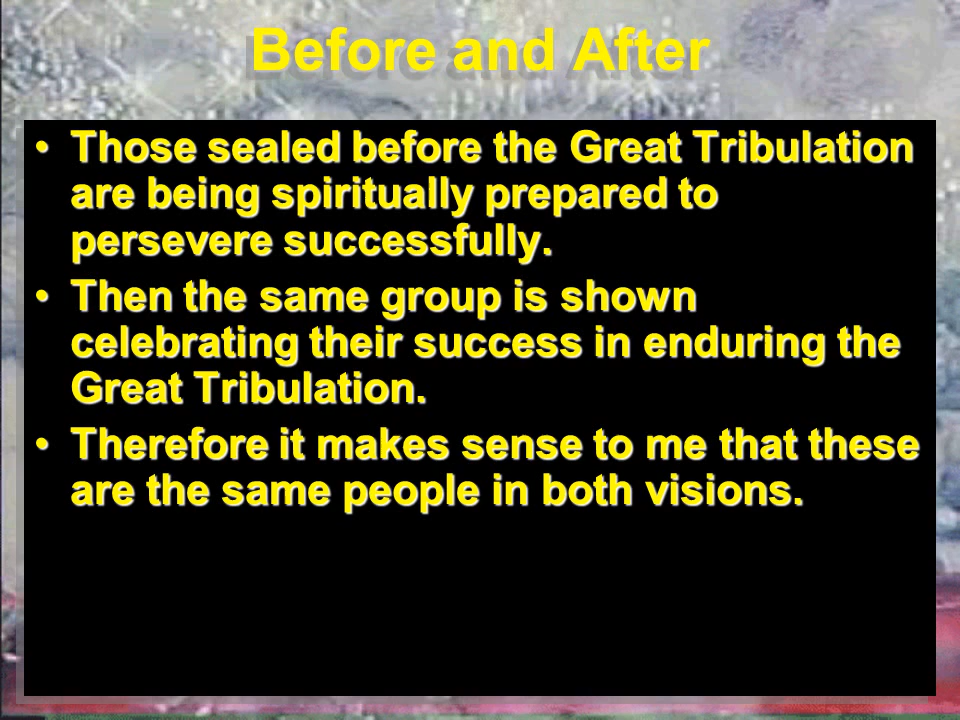 Before and After
• Those sealed before the Great Tribulation
are being spiritually prepared to
persevere successfully.
• Then the same group is shown
celebrating their success in enduring the
Great Tribulation.
• Therefore it makes sense to me that these
are the same people in both visions.